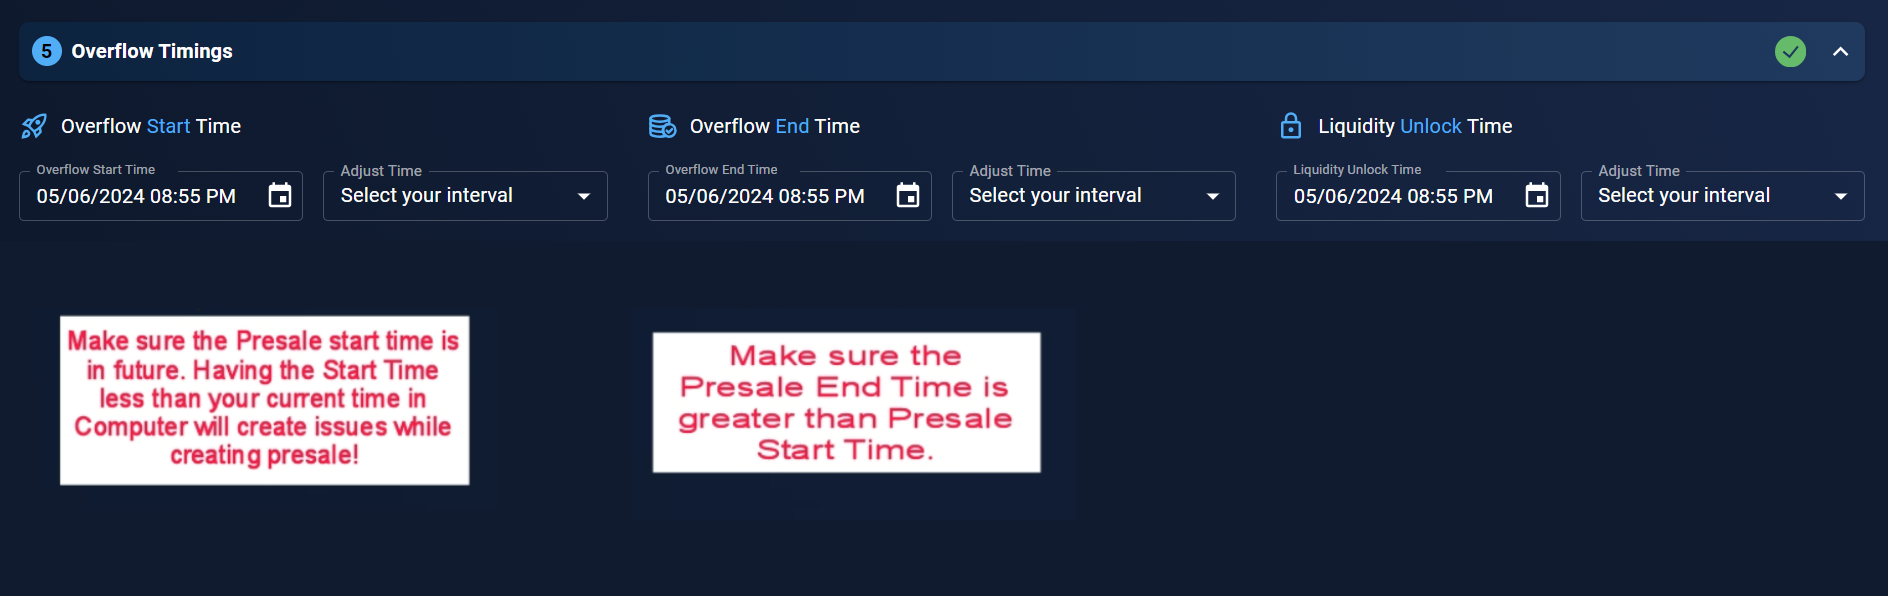 5 Overflow Timings
Overflow Start Time
Overflow Start Time
05/06/2024 08:55 PM
Adjust Time
Select your interval
Overflow End Time
Overflow End Time
05/06/2024 08:55 PM
Adjust Time
Select your interval
Liquidity Unlock Time
Liquidity Unlock Time
05/06/2024 08:55 PM
Adjust Time
Select your interval
Make sure the Presale start time is
in future. Having the Start Time
less than your current time in
Computer will create issues while
creating presale!
Make sure the
Presale End Time is
greater than Presale
Start Time.